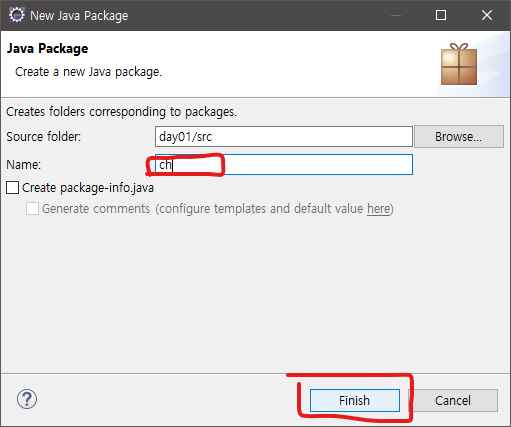 New Java Package
Java Package
Create a new Java package.
Creates folders corresponding to packages.
Source folder: day01/src Browse...
Name: ch
Create package-info.java
Generate comments (configure templates and default value here)
? Finish Cancel